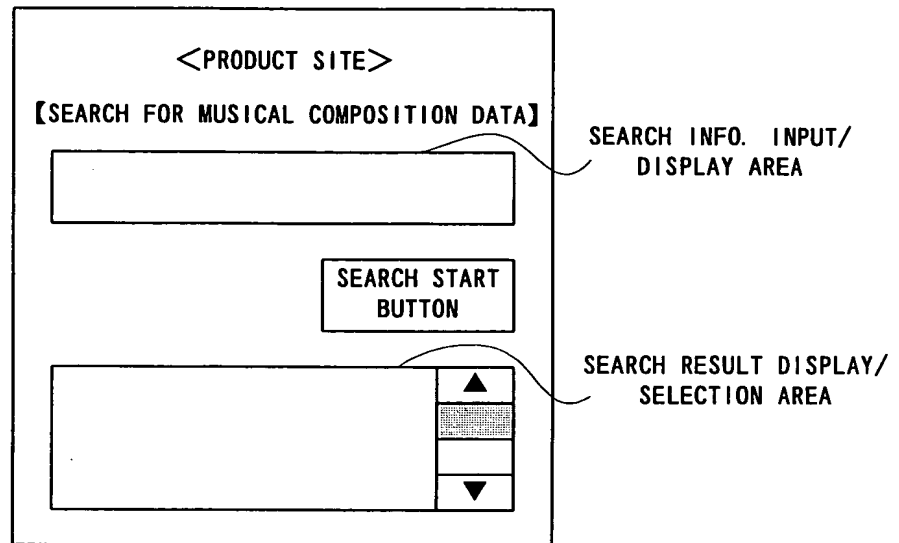 <PRODUCT SITE>
【SEARCH FOR MUSICAL COMPOSITION DATA】
SEARCH INFO. INPUT/
DISPLAY AREA
SEARCH START
BUTTON
SEARCH RESULT DISPLAY/
SELECTION AREA